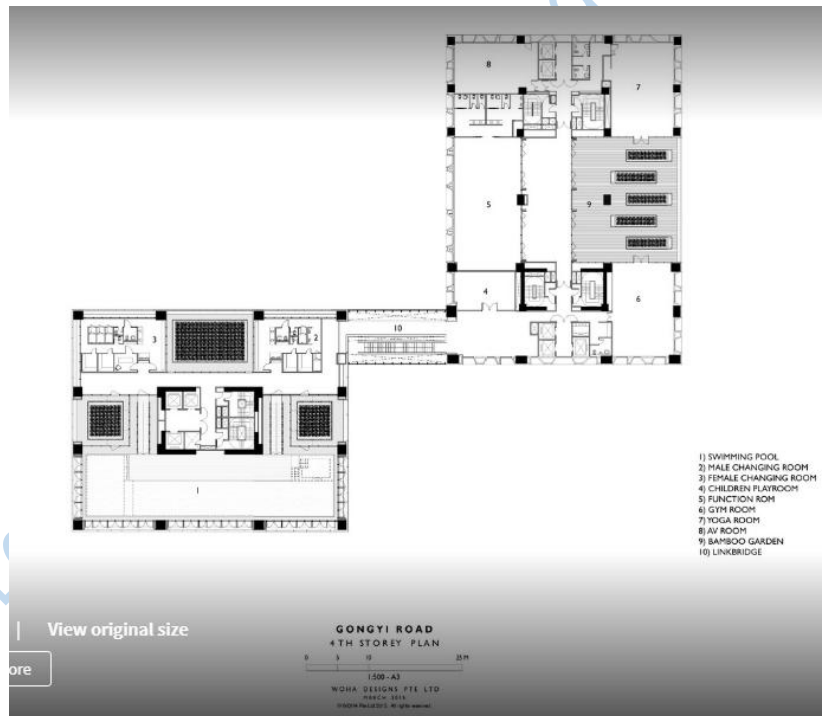 8
7
5
9
4
6
10
3
2
1
1) SWIMMING POOL
2) MALE CHANGING ROOM
3) FEMALE CHANGING ROOM
4) CHILDREN PLAYROOM
5) FUNCTION ROM
6) GYM ROOM
7) YOGA ROOM
8) AV ROOM
9) BAMBOO GARDEN
10) LINKBRIDGE
| View original size
ore
GONGYI ROAD
4TH STOREY PLAN
0 5 10 25 M
1:500 - A3
WOHA DESIGNS PTE LTD
MARCH 2015